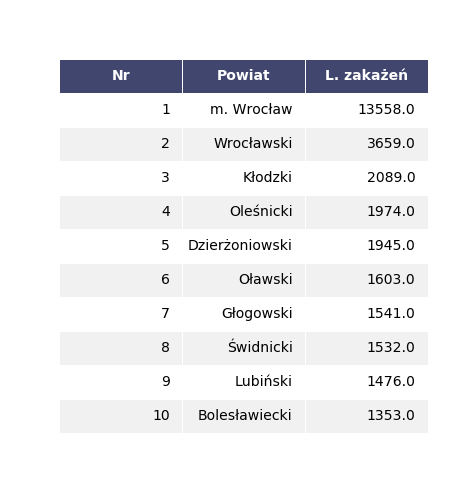 Nr Powiat L. zakażeń
1 m. Wrocław 13558.0
2 Wrocławski 3659.0
3 Kłodzki 2089.0
4 Oleśnicki 1974.0
5 Dzierżoniowski 1945.0
6 Oławski 1603.0
7 Głogowski 1541.0
8 Świdnicki 1532.0
9 Lubiński 1476.0
10 Bolesławiecki 1353.0